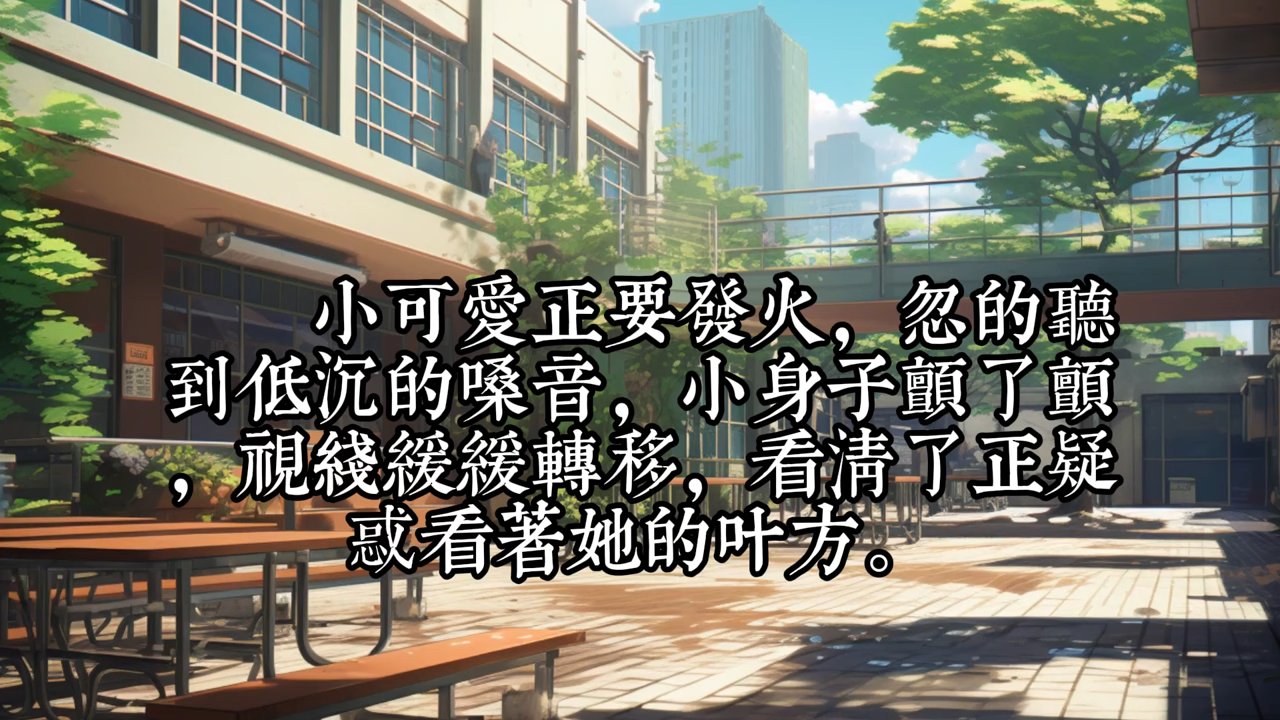 小可愛正要發火，忽的聽
到低沉的嗓音，小身子顫了顫
，視綫緩緩轉移，看淸了正疑
惑看著她的叶方。